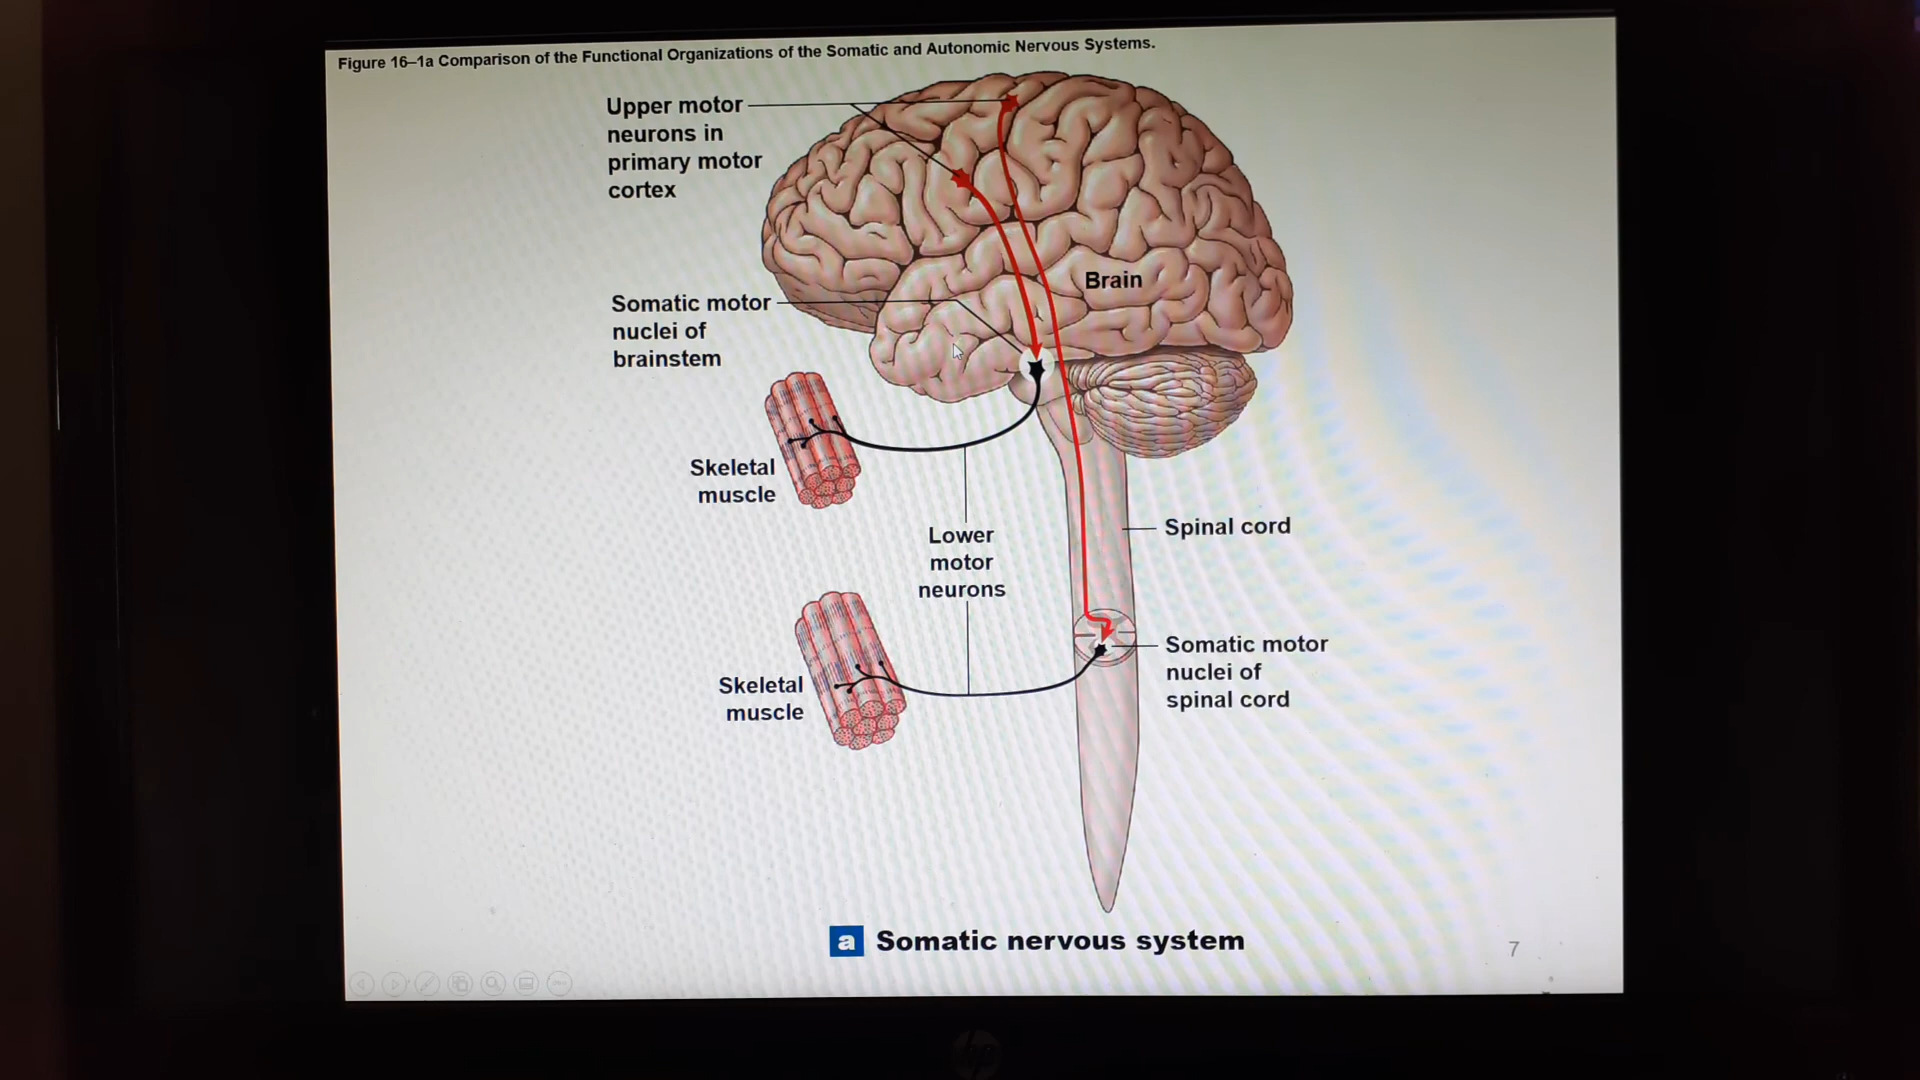 Figure 16–1a Comparison of the Functional Organizations of the Somatic and Autonomic Nervous Systems.
Upper motor
neurons in
primary motor
cortex
Brain
Somatic motor
nuclei of
brainstem
Skeletal
muscle
Lower
motor
neurons
Spinal cord
Somatic motor
nuclei of
spinal cord
Skeletal
muscle
a Somatic nervous system
7
hp